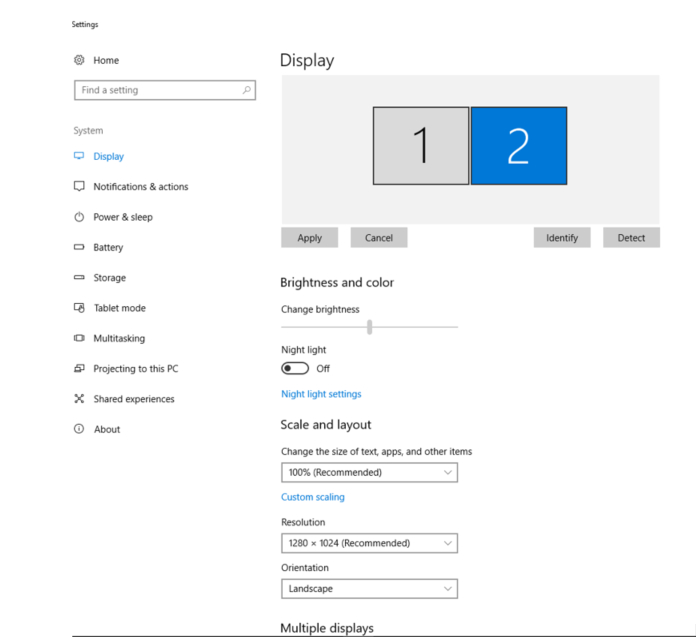 Settings
Home
Find a setting
System
Display
Notifications & actions
Power & sleep
Battery
Storage
Tablet mode
Multitasking
Projecting to this PC
Shared experiences
About
Display
1 2
Apply Cancel Identify Detect
Brightness and color
Change brightness
Night light
Off
Night light settings
Scale and layout
Change the size of text, apps, and other items
100% (Recommended)
Custom scaling
Resolution
1280 × 1024 (Recommended)
Orientation
Landscape
Multiple displays